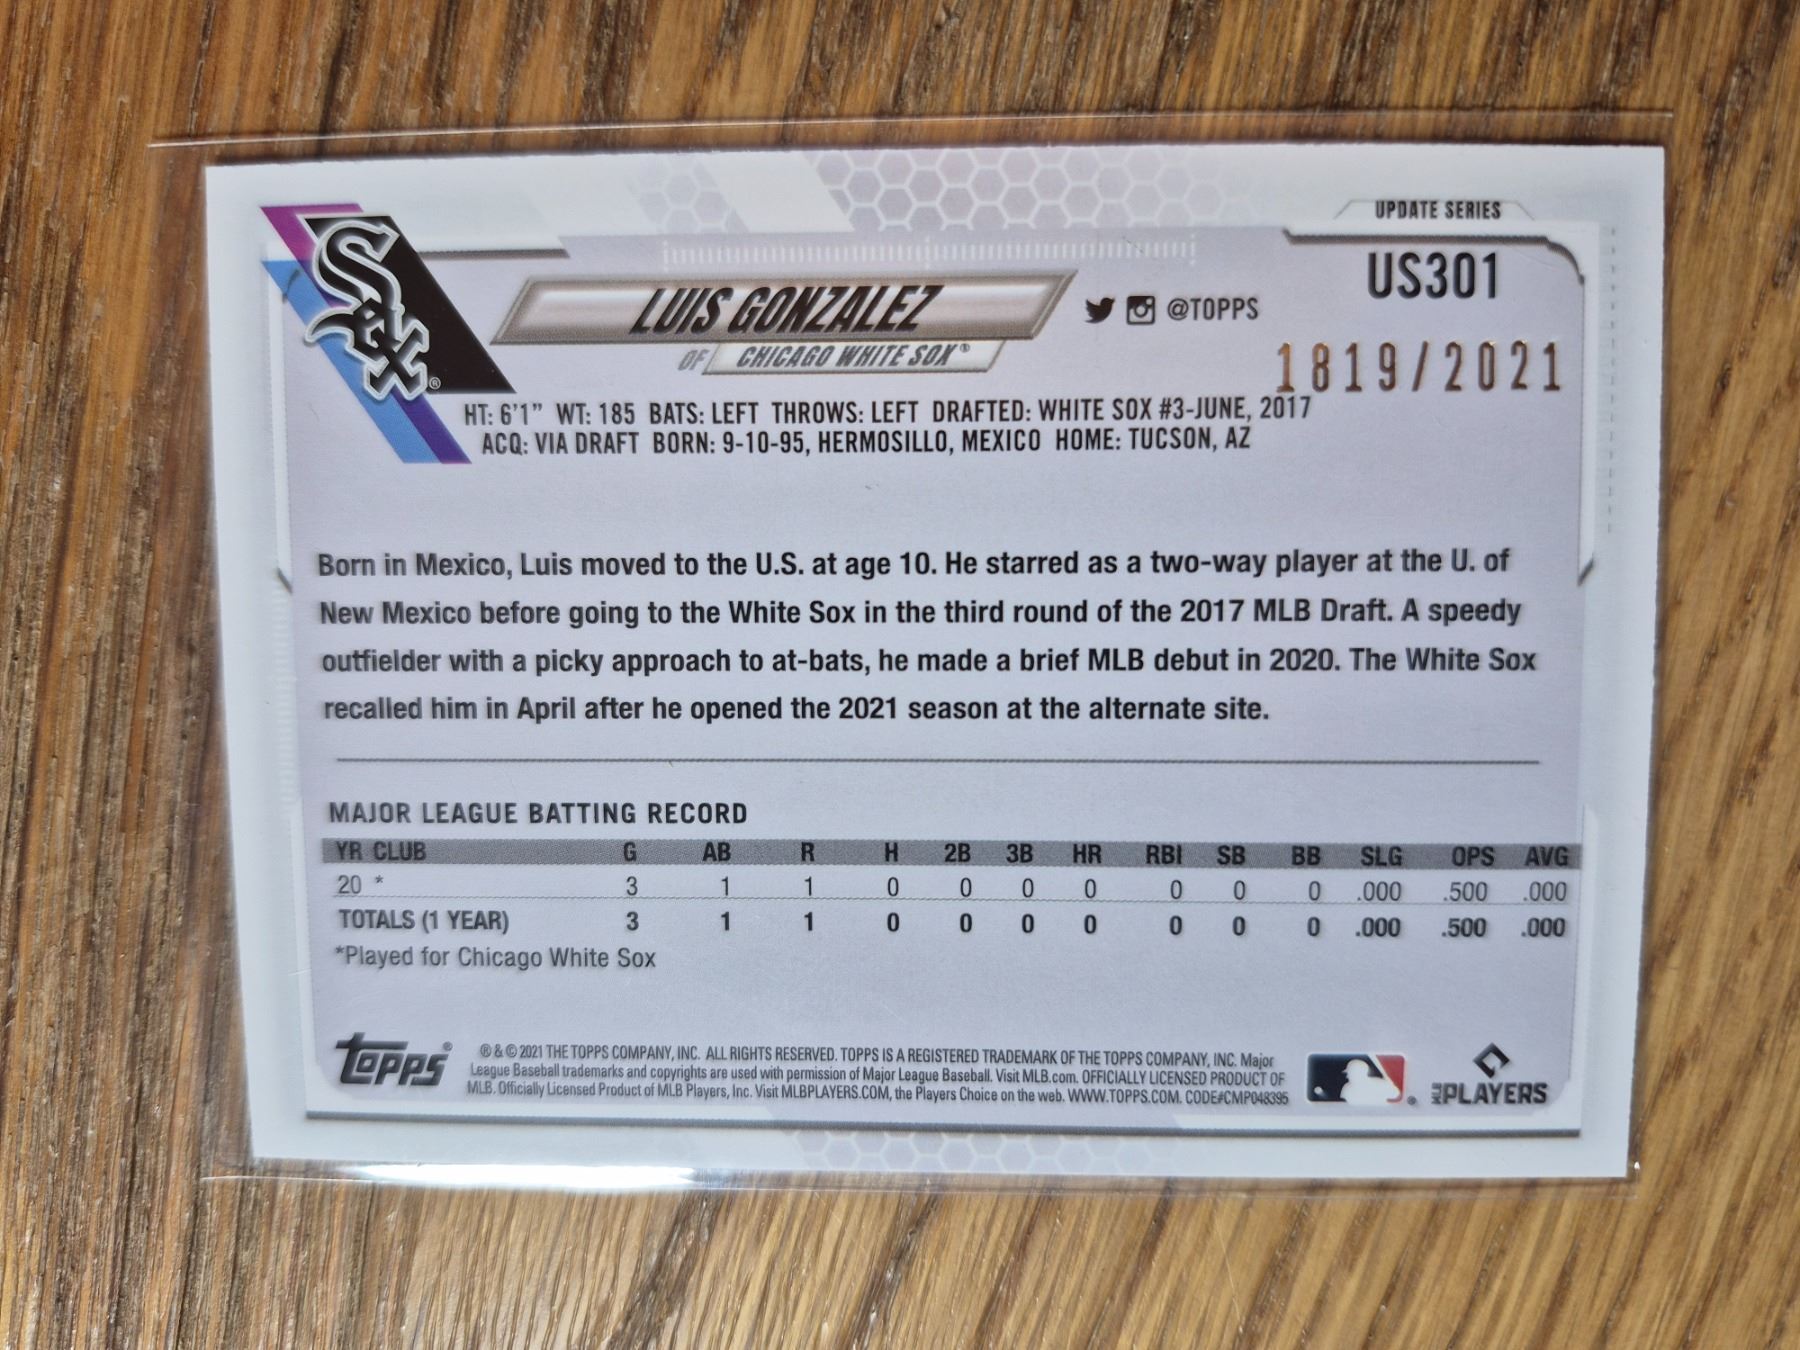 UPDATE SERIES
US301
Sox
LUIS GONZALEZ
@TOPPS
OF CHICAGO WHITE SOX®
1819/2021
HT: 6'1" WT: 185 BATS: LEFT THROWS: LEFT DRAFTED: WHITE SOX #3-JUNE, 2017
ACQ: VIA DRAFT BORN: 9-10-95, HERMOSILLO, MEXICO HOME: TUCSON, AZ
Born in Mexico, Luis moved to the U.S. at age 10. He starred as a two-way player at the U. of
New Mexico before going to the White Sox in the third round of the 2017 MLB Draft. A speedy
outfielder with a picky approach to at-bats, he made a brief MLB debut in 2020. The White Sox
recalled him in April after he opened the 2021 season at the alternate site.
MAJOR LEAGUE BATTING RECORD
YR CLUB G AB R H 2B 3B HR RBI SB BB SLG OPS AVG
20 * 3 1 1 0 0 0 0 0 0 0 .000 .500 .000
TOTALS (1 YEAR) 3 1 1 0 0 0 0 0 0 0 .000 .500 .000
*Played for Chicago White Sox
topps®
® & © 2021 THE TOPPS COMPANY, INC. ALL RIGHTS RESERVED. TOPPS IS A REGISTERED TRADEMARK OF THE TOPPS COMPANY, INC. Major
League Baseball trademarks and copyrights are used with permission of Major League Baseball. Visit MLB.com. OFFICIALLY LICENSED PRODUCT OF
MLB. Officially Licensed Product of MLB Players, Inc. Visit MLBPLAYERS.COM, the Players Choice on the web. WWW.TOPPS.COM. CODE#CMP048395
MLB PLAYERS